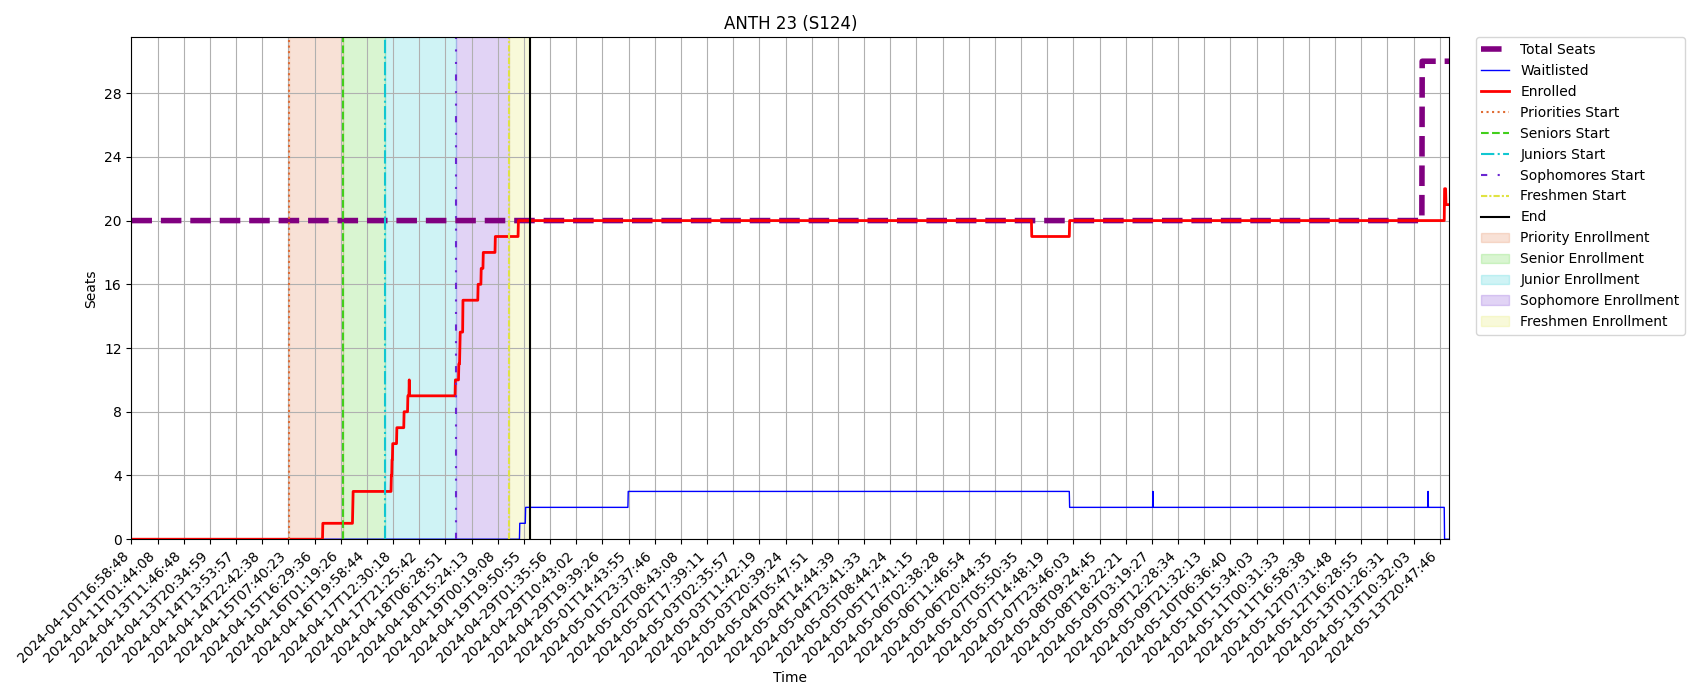 ANTH 23 (S124)
Total Seats
Waitlisted
Enrolled
Priorities Start
Seniors Start
Juniors Start
Sophomores Start
Freshmen Start
End
Priority Enrollment
Senior Enrollment
Junior Enrollment
Sophomore Enrollment
Freshmen Enrollment
Seats
28
24
20
16
12
8
4
0
2024-04-10T16:58:48
2024-04-11T01:44:08
2024-04-13T11:46:48
2024-04-13T20:34:59
2024-04-14T13:53:57
2024-04-14T22:42:38
2024-04-15T07:40:23
2024-04-15T16:29:36
2024-04-16T01:19:26
2024-04-16T19:58:44
2024-04-17T12:30:18
2024-04-17T21:25:42
2024-04-18T06:28:51
2024-04-18T15:24:13
2024-04-19T00:19:08
2024-04-19T19:50:55
2024-04-29T01:35:56
2024-04-29T10:43:02
2024-04-29T19:39:26
2024-05-01T14:43:55
2024-05-01T23:37:46
2024-05-02T08:43:08
2024-05-02T17:39:11
2024-05-03T02:35:57
2024-05-03T11:42:19
2024-05-03T20:39:24
2024-05-04T05:47:51
2024-05-04T14:44:39
2024-05-04T23:41:33
2024-05-05T08:44:24
2024-05-05T17:41:15
2024-05-06T02:38:28
2024-05-06T11:46:54
2024-05-06T20:44:35
2024-05-07T05:50:35
2024-05-07T14:48:19
2024-05-07T23:46:03
2024-05-08T09:24:45
2024-05-08T18:22:21
2024-05-09T03:19:27
2024-05-09T12:28:34
2024-05-09T21:32:13
2024-05-10T06:36:40
2024-05-10T15:34:03
2024-05-11T00:31:33
2024-05-11T16:58:38
2024-05-12T07:31:48
2024-05-12T16:28:55
2024-05-13T01:26:31
2024-05-13T10:32:03
2024-05-13T20:47:46
Time